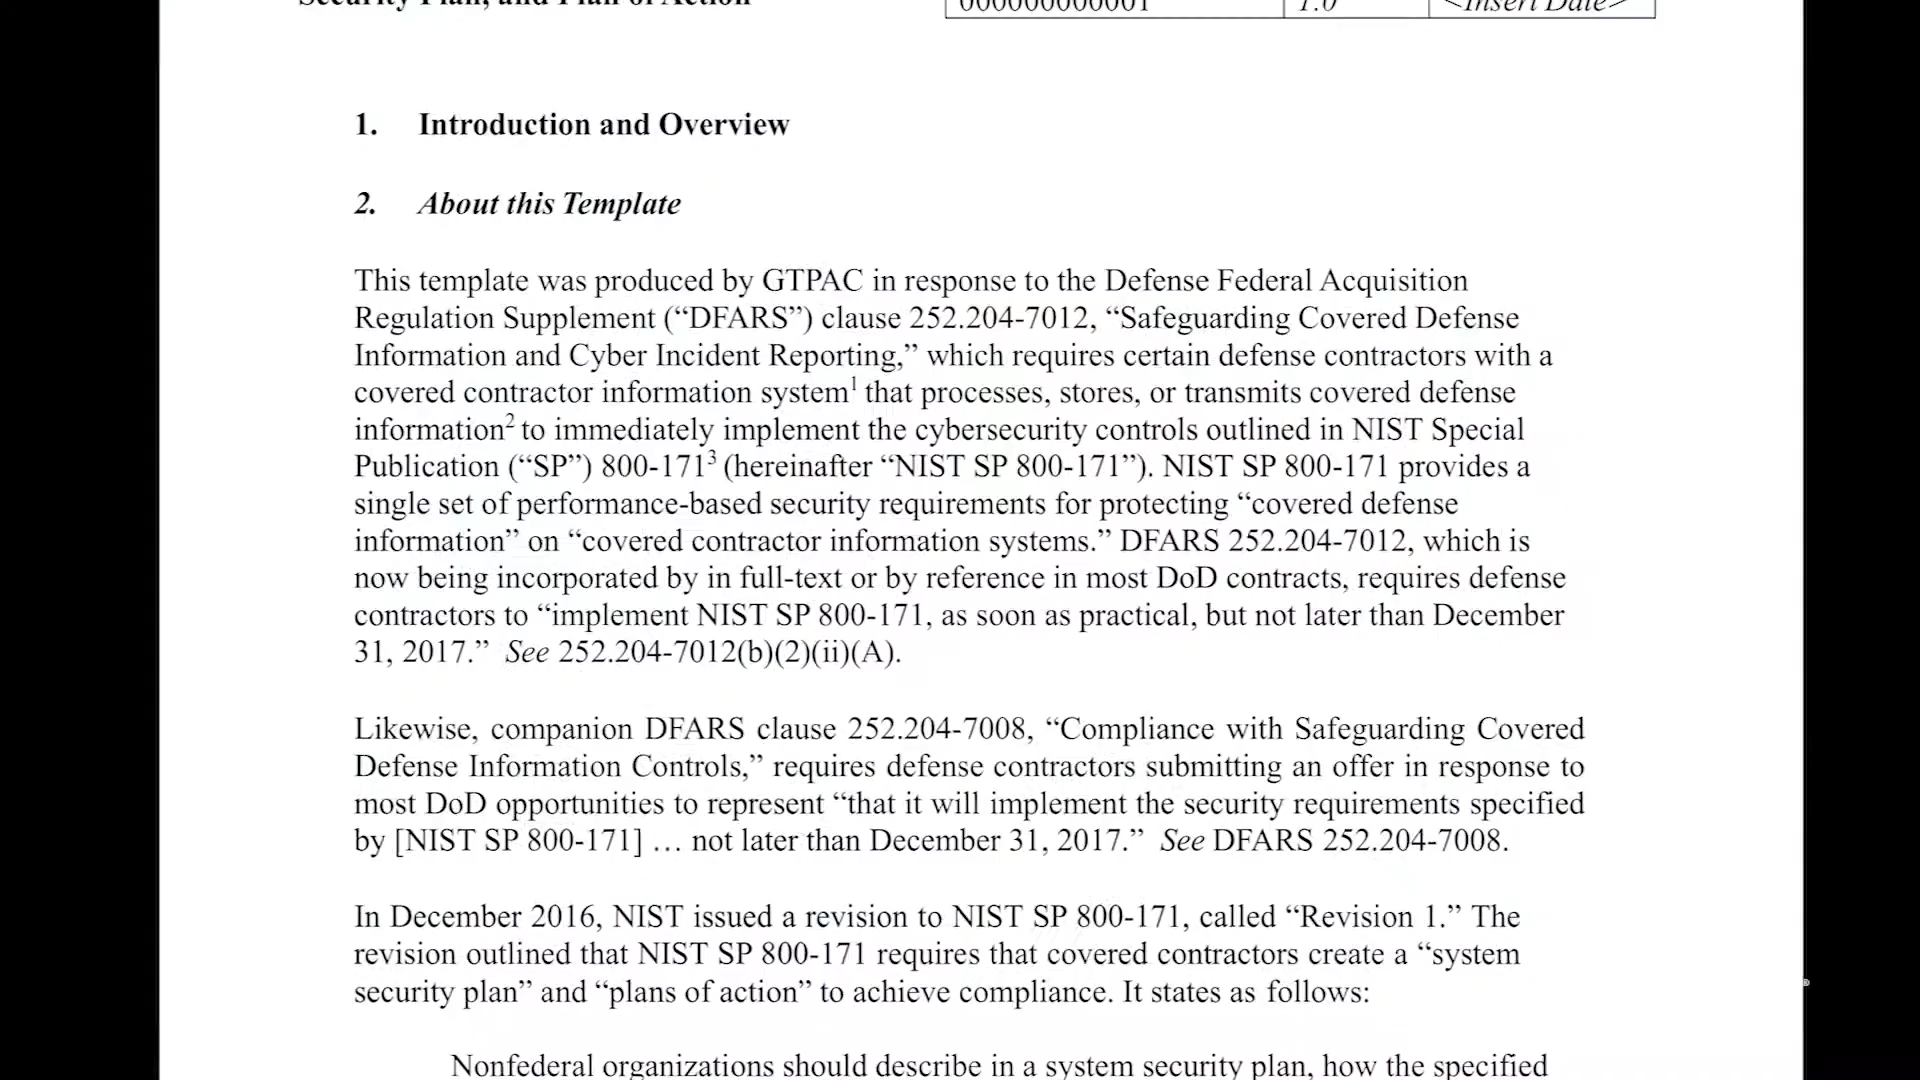 Security Plan, and Plan of Action
000000000001 1.0 <Insert Date>
1. Introduction and Overview
2. About this Template
This template was produced by GTPAC in response to the Defense Federal Acquisition
Regulation Supplement (“DFARS”) clause 252.204-7012, “Safeguarding Covered Defense
Information and Cyber Incident Reporting,” which requires certain defense contractors with a
covered contractor information system1 that processes, stores, or transmits covered defense
information2 to immediately implement the cybersecurity controls outlined in NIST Special
Publication (“SP”) 800-1713 (hereinafter “NIST SP 800-171”). NIST SP 800-171 provides a
single set of performance-based security requirements for protecting “covered defense
information” on “covered contractor information systems.” DFARS 252.204-7012, which is
now being incorporated by in full-text or by reference in most DoD contracts, requires defense
contractors to “implement NIST SP 800-171, as soon as practical, but not later than December
31, 2017.” See 252.204-7012(b)(2)(ii)(A).
Likewise, companion DFARS clause 252.204-7008, “Compliance with Safeguarding Covered
Defense Information Controls,” requires defense contractors submitting an offer in response to
most DoD opportunities to represent “that it will implement the security requirements specified
by [NIST SP 800-171] … not later than December 31, 2017.” See DFARS 252.204-7008.
In December 2016, NIST issued a revision to NIST SP 800-171, called “Revision 1.” The
revision outlined that NIST SP 800-171 requires that covered contractors create a “system
security plan” and “plans of action” to achieve compliance. It states as follows:
Nonfederal organizations should describe in a system security plan, how the specified